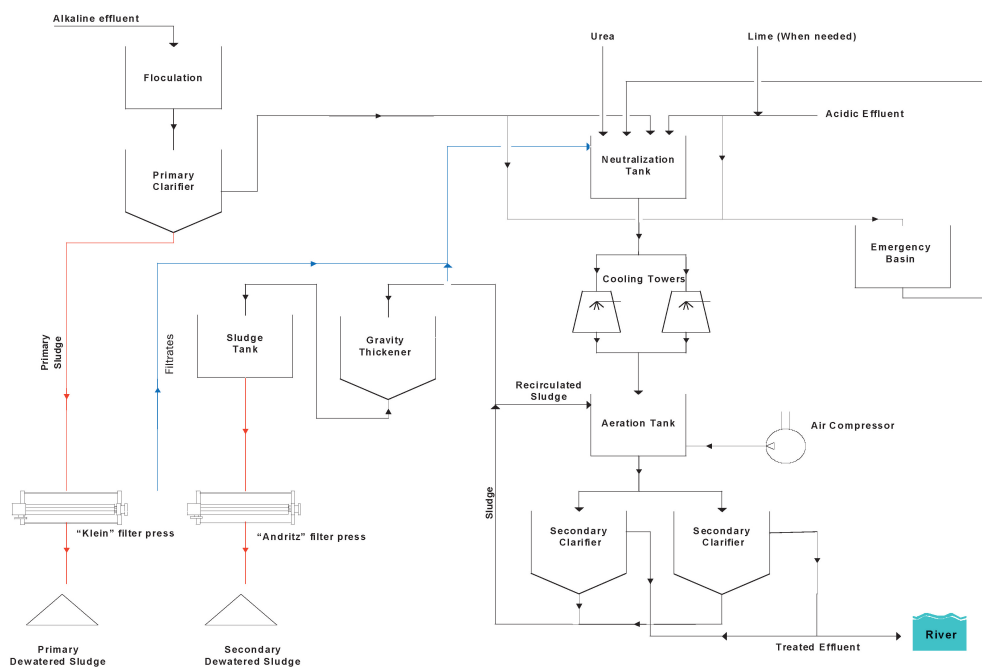 Alkaline effluent
Urea
Lime (When needed)
Floculation
Acidic Effluent
Primary
Clarifier
Neutralization
Tank
Emergency
Basin
Cooling Towers
Primary
Sludge
Filtrates
Sludge
Tank
Gravity
Thickener
Recirculated
Sludge
Aeration Tank
Air Compressor
Sludge
"Klein" filter press
"Andritz" filter press
Secondary
Clarifier
Secondary
Clarifier
River
Treated Effluent
Primary
Dewatered Sludge
Secondary
Dewatered Sludge